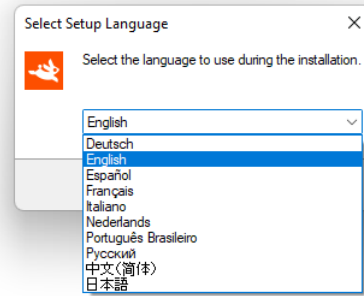 Select Setup Language
Select the language to use during the installation.
English
Deutsch
English
Español
Français
Italiano
Nederlands
Português Brasileiro
Русский
中文(简体)
日本語